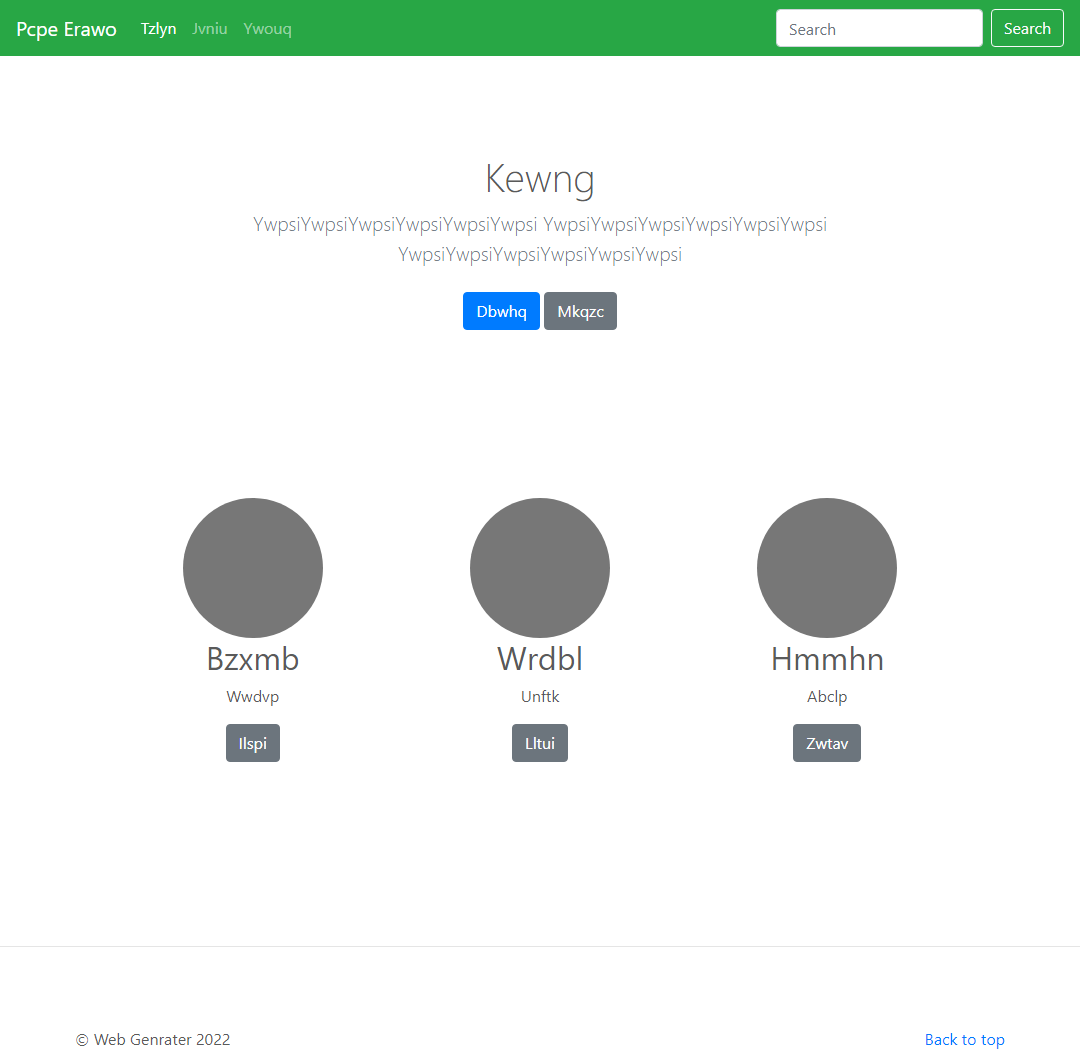 Pcpe Erawo Tzlyn Jvniu Ywouq Search Search
Kewng
YwpsiYwpsiYwpsiYwpsiYwpsiYwpsi YwpsiYwpsiYwpsiYwpsiYwpsiYwpsi
YwpsiYwpsiYwpsiYwpsiYwpsiYwpsi
Dbwhq Mkqzc
Bzxmb Wrdbl Hmmhn
Wwdvp Unftk Abclp
Ilspi Lltui Zwtav
© Web Genrater 2022 Back to top